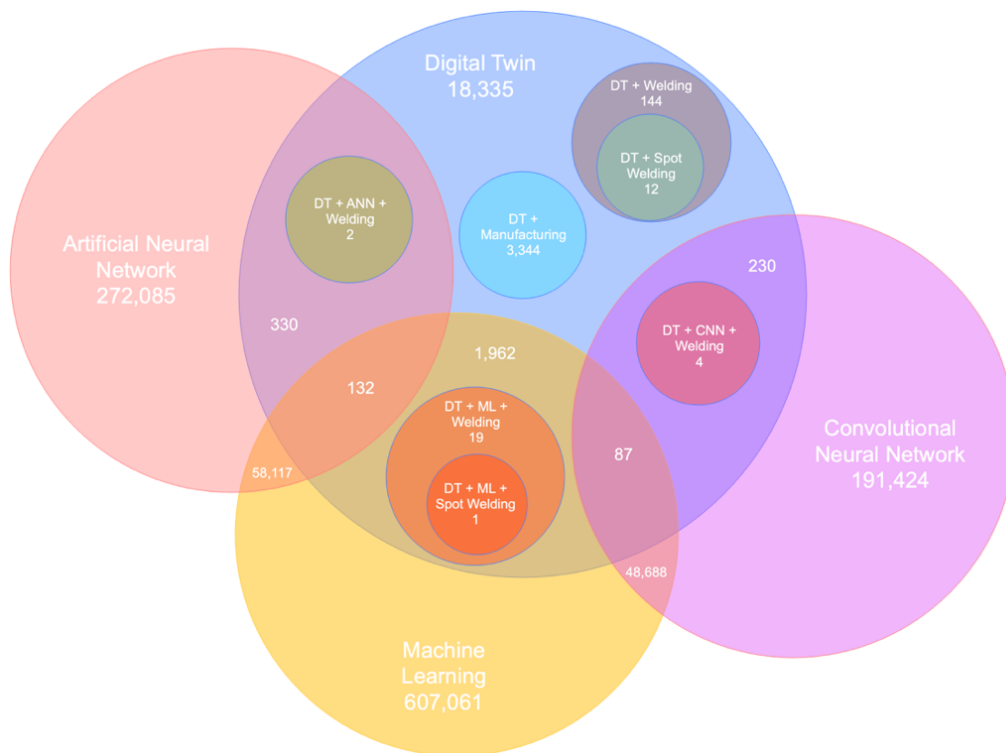 Digital Twin
18,335
DT + Welding
144
DT + Spot
Welding
12
DT + ANN +
Welding
2
DT +
Manufacturing
3,344
Artificial Neural
Network
272,085
230
330
DT + CNN +
Welding
4
1,962
132
DT + ML +
Welding
19
Convolutional
Neural Network
191,424
87
58,117
DT + ML +
Spot Welding
1
48,688
Machine
Learning
607,061